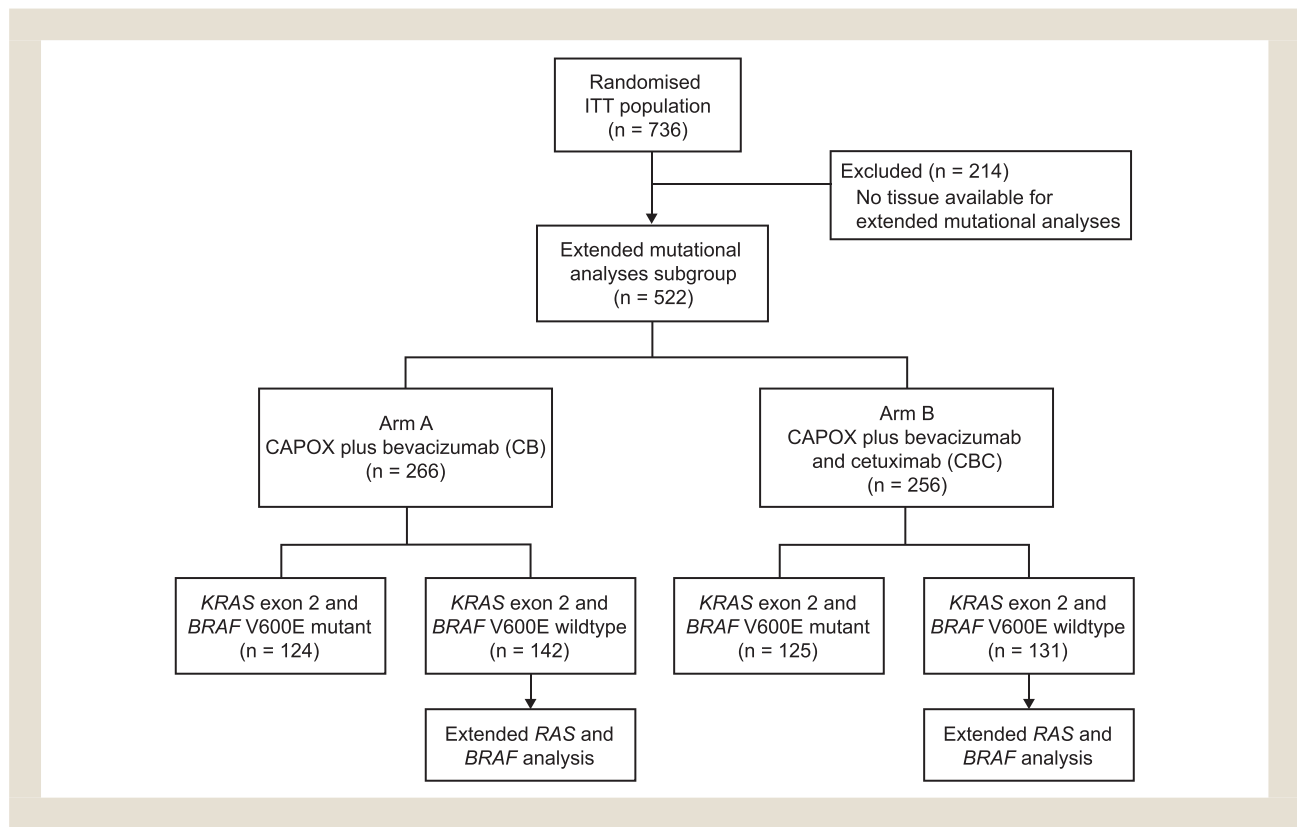 Randomised
ITT population
(n = 736)
Excluded (n = 214)
No tissue available for
extended mutational analyses
Extended mutational
analyses subgroup
(n = 522)
Arm A
CAPOX plus bevacizumab (CB)
(n = 266)
Arm B
CAPOX plus bevacizumab
and cetuximab (CBC)
(n = 256)
KRAS exon 2 and
BRAF V600E mutant
(n = 124)
KRAS exon 2 and
BRAF V600E wildtype
(n = 142)
KRAS exon 2 and
BRAF V600E mutant
(n = 125)
KRAS exon 2 and
BRAF V600E wildtype
(n = 131)
Extended RAS and
BRAF analysis
Extended RAS and
BRAF analysis